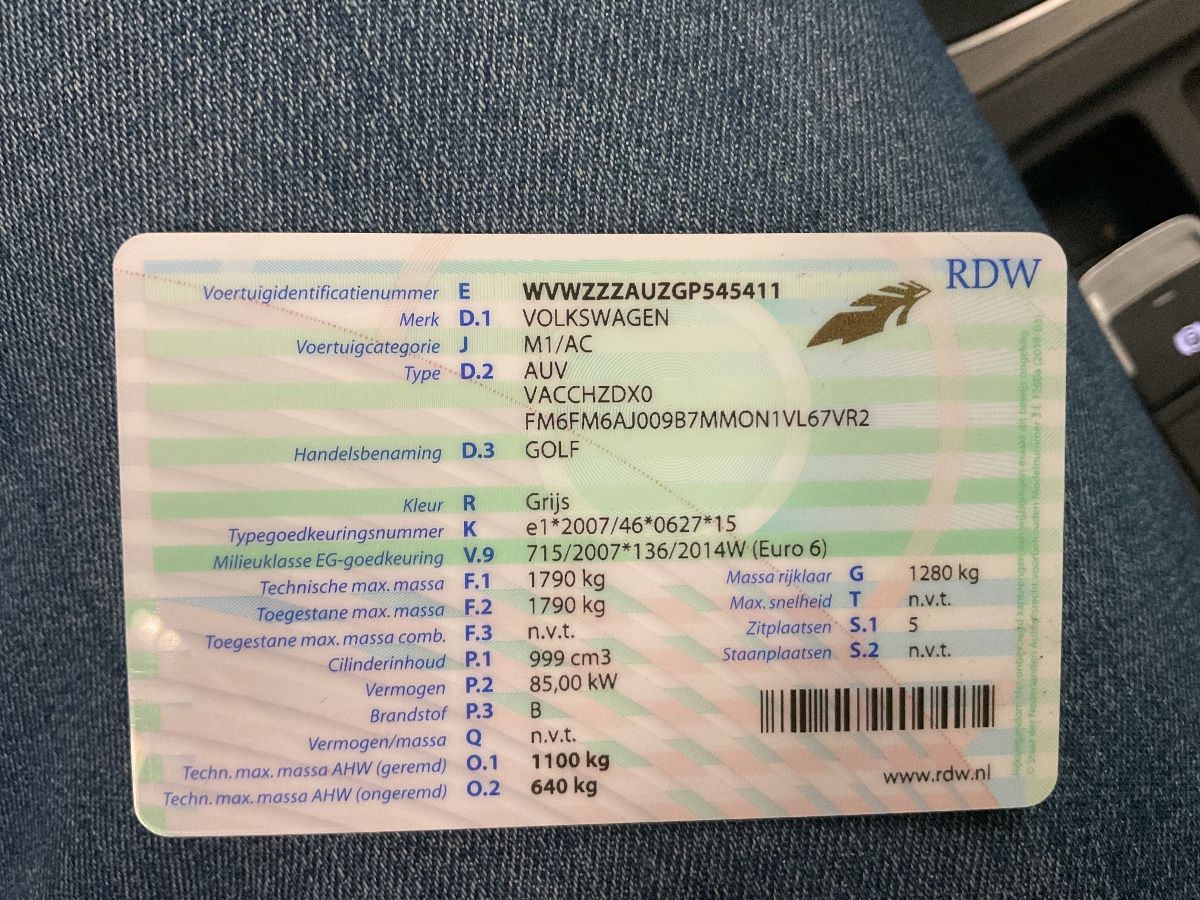 RDW
Voertuigidentificatienummer E WVWZZZAUZGP545411
Merk D.1 VOLKSWAGEN
Voertuigcategorie J M1/AC
Type D.2 AUV
VACCHZDX0
FM6FM6AJ009B7MMON1VL67VR2
Handelsbenaming D.3 GOLF
Kleur R Grijs
Typegoedkeuringsnummer K e1*2007/46*0627*15
Milieuklasse EG-goedkeuring V.9 715/2007*136/2014W (Euro 6)
Technische max. massa F.1 1790 kg Massa rijklaar G 1280 kg
Toegestane max. massa F.2 1790 kg Max. snelheid T n.v.t.
Toegestane max. massa comb. F.3 n.v.t. Zitplaatsen S.1 5
Cilinderinhoud P.1 999 cm3 Staanplaatsen S.2 n.v.t.
Vermogen P.2 85,00 kW
Brandstof P.3 B
Vermogen/massa Q n.v.t.
Techn. max. massa AHW (geremd) O.1 1100 kg
Techn. max. massa AHW (ongeremd) O.2 640 kg
www.rdw.nl